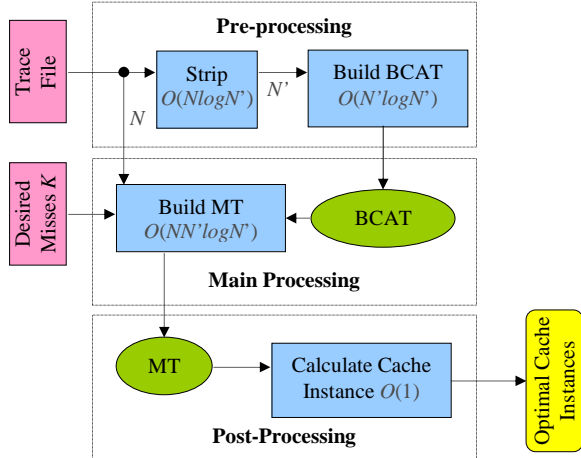 Pre-processing
Trace
File
Strip
O(NlogN')
N'
Build BCAT
O(N'logN')
N
Desired
Misses K
Build MT
O(NN'logN')
BCAT
Main Processing
MT
Calculate Cache
Instance O(1)
Post-Processing
Optimal Cache
Instances